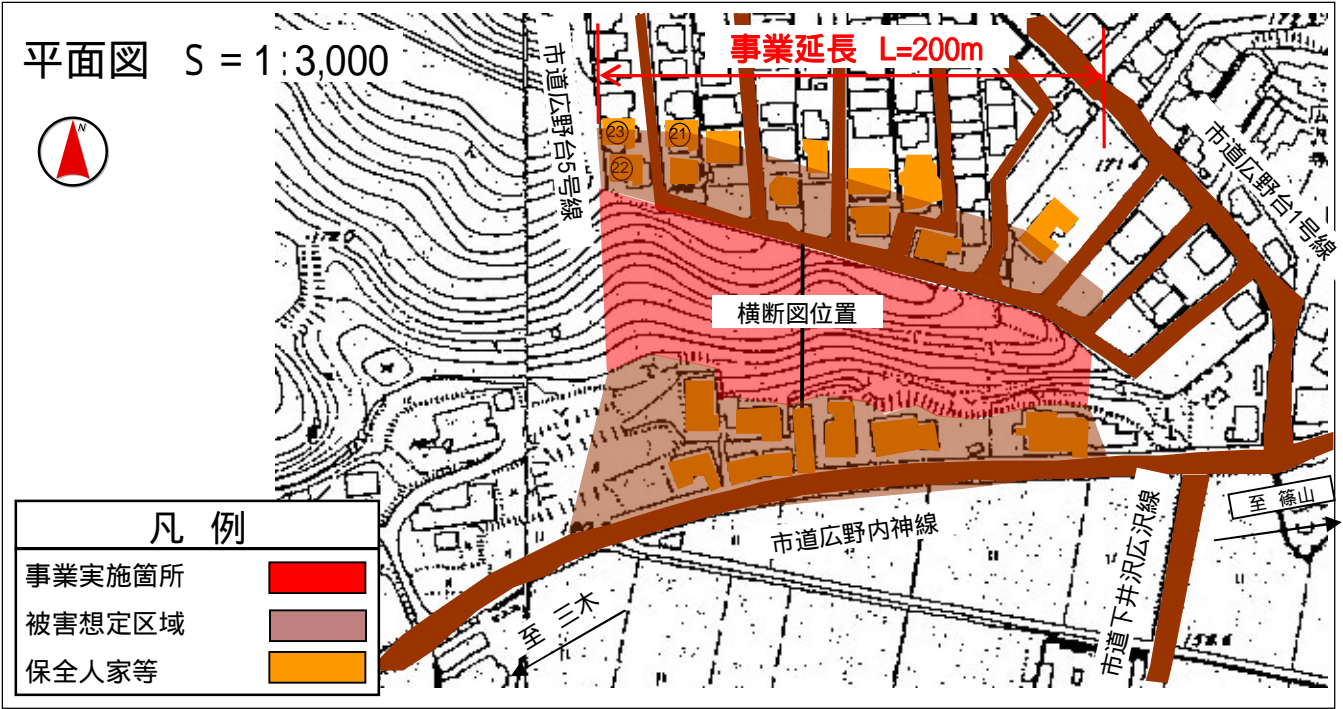 平面図 S = 1:3,000
N
事業延長 L=200m
市道広野台5号線
市道広野台1号線
㉓
㉑
㉒
171.4
横断図位置
市道広野内神線
市道下井沢広沢線
至 篠山
至 三木
凡 例
事業実施箇所
被害想定区域
保全人家等